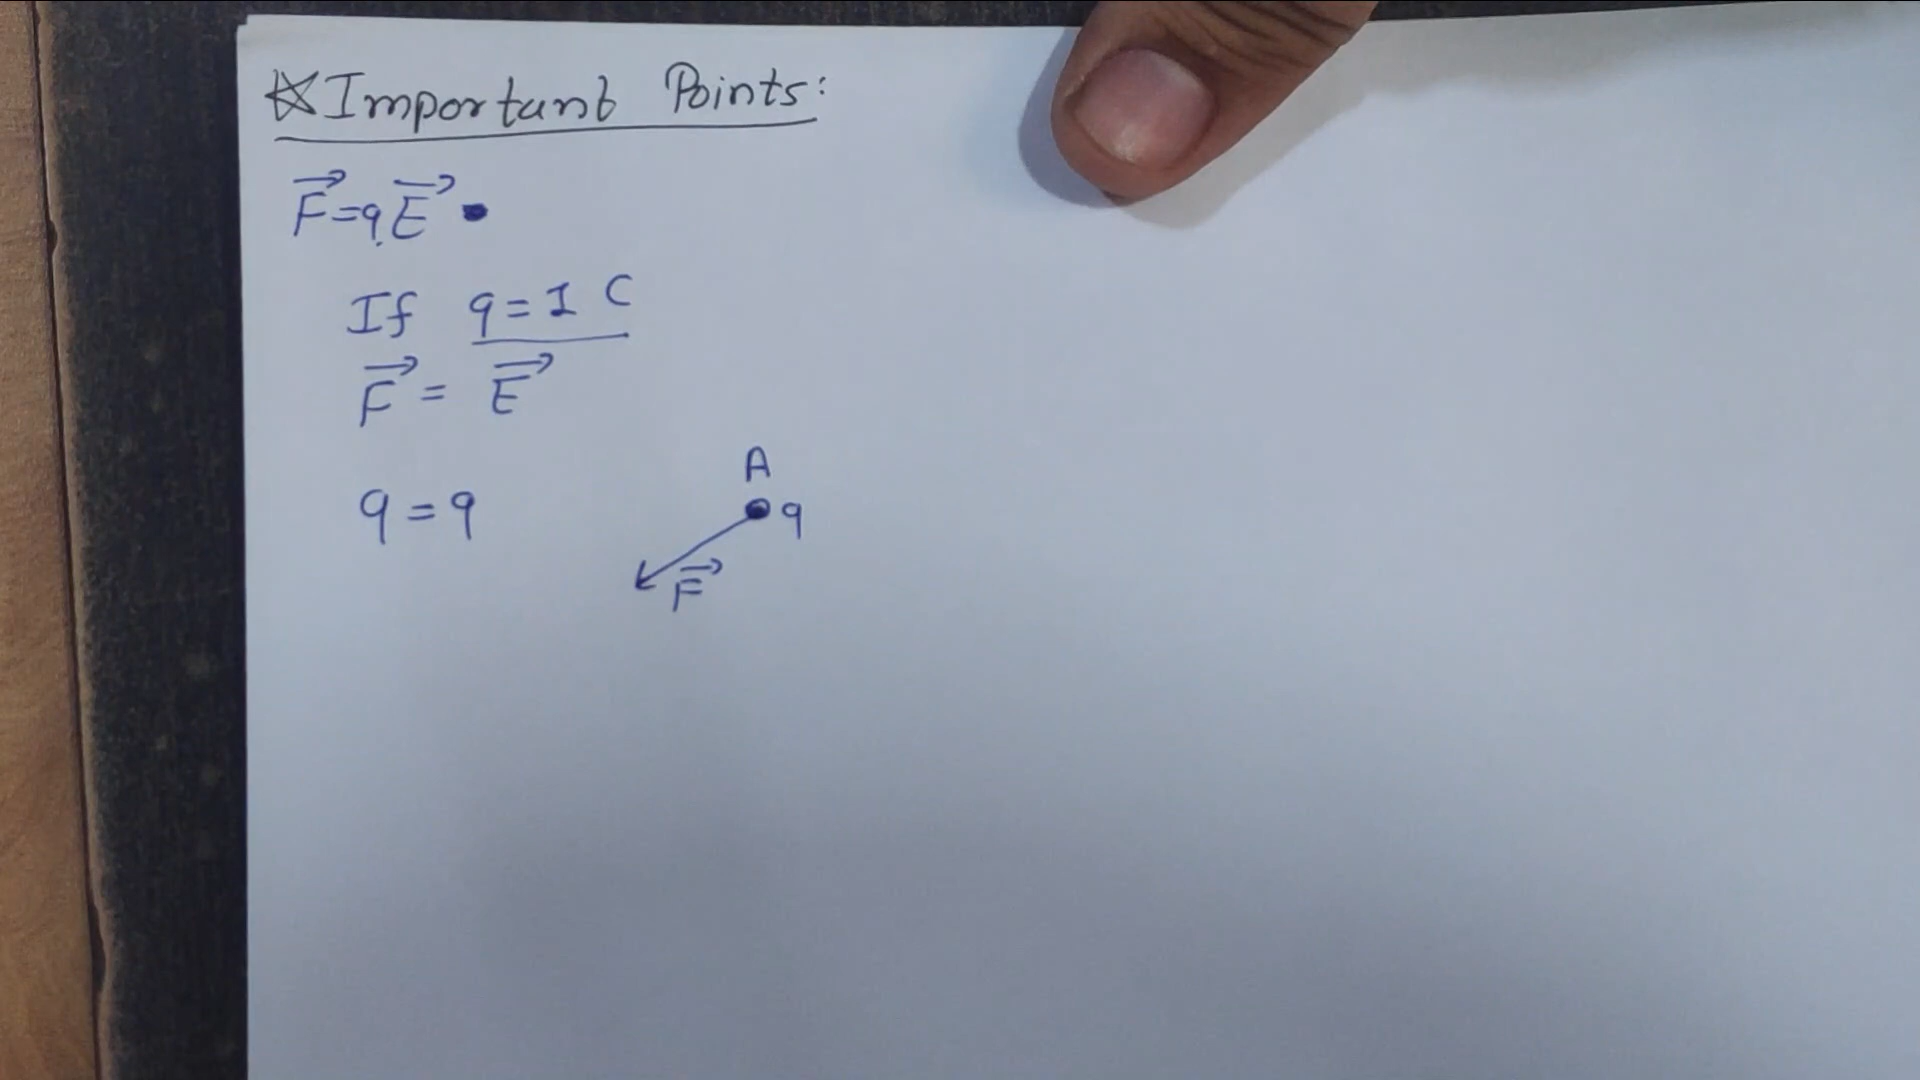 ☆Important Points:
F⃗=qE⃗
If q=1 C
F⃗ = E⃗
A
q=q
q
F⃗